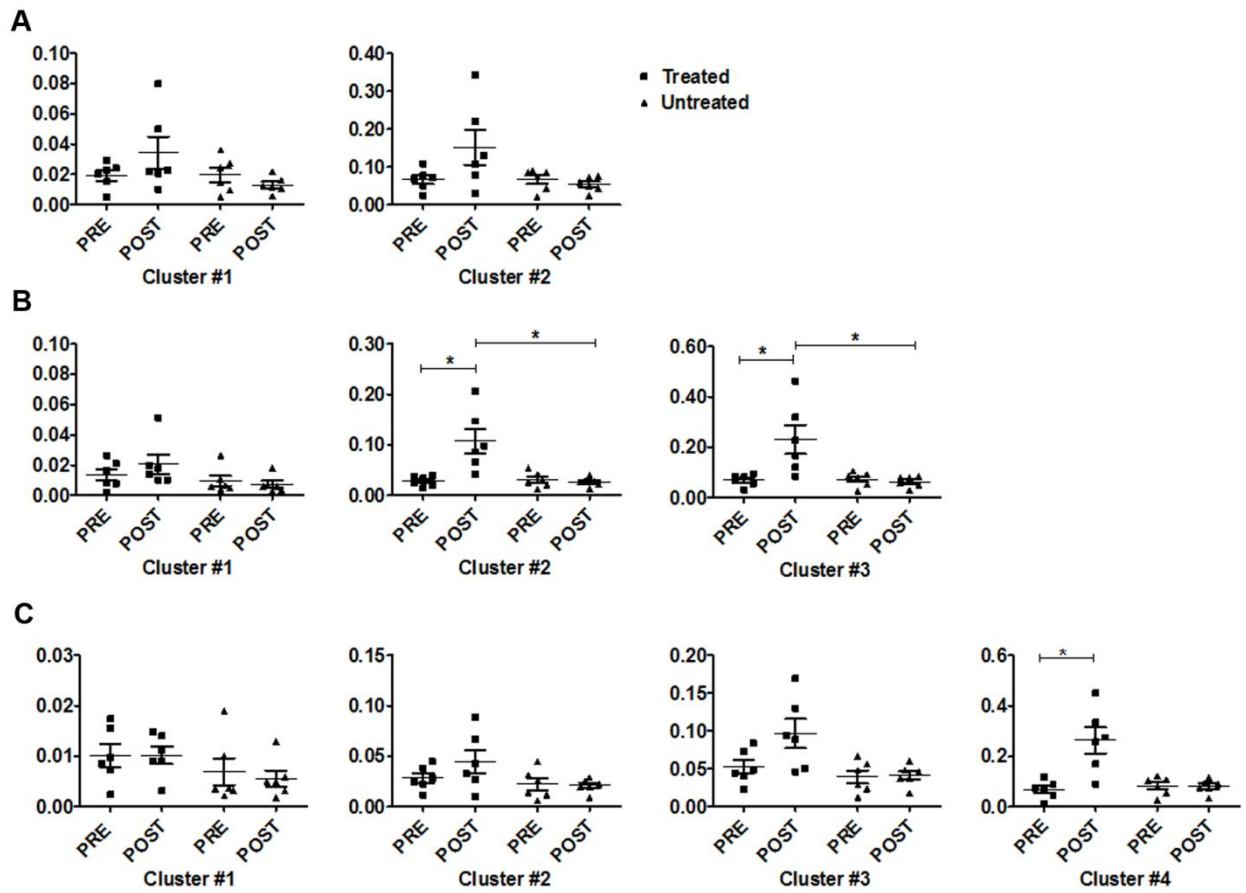 A
0.10
0.08
0.06
0.04
0.02
0.00
PRE
POST
PRE
POST
Cluster #1
0.40
0.30
0.20
0.10
0.00
PRE
POST
PRE
POST
Cluster #2
Treated
Untreated
B
0.10
0.08
0.06
0.04
0.02
0.00
PRE
POST
PRE
POST
Cluster #1
0.30
0.20
0.10
0.00
*
*
PRE
POST
PRE
POST
Cluster #2
0.60
0.40
0.20
0.00
*
*
PRE
POST
PRE
POST
Cluster #3
C
0.03
0.02
0.01
0.00
PRE
POST
PRE
POST
Cluster #1
0.15
0.10
0.05
0.00
PRE
POST
PRE
POST
Cluster #2
0.20
0.15
0.10
0.05
0.00
PRE
POST
PRE
POST
Cluster #3
0.6
0.4
0.2
0.0
*
PRE
POST
PRE
POST
Cluster #4